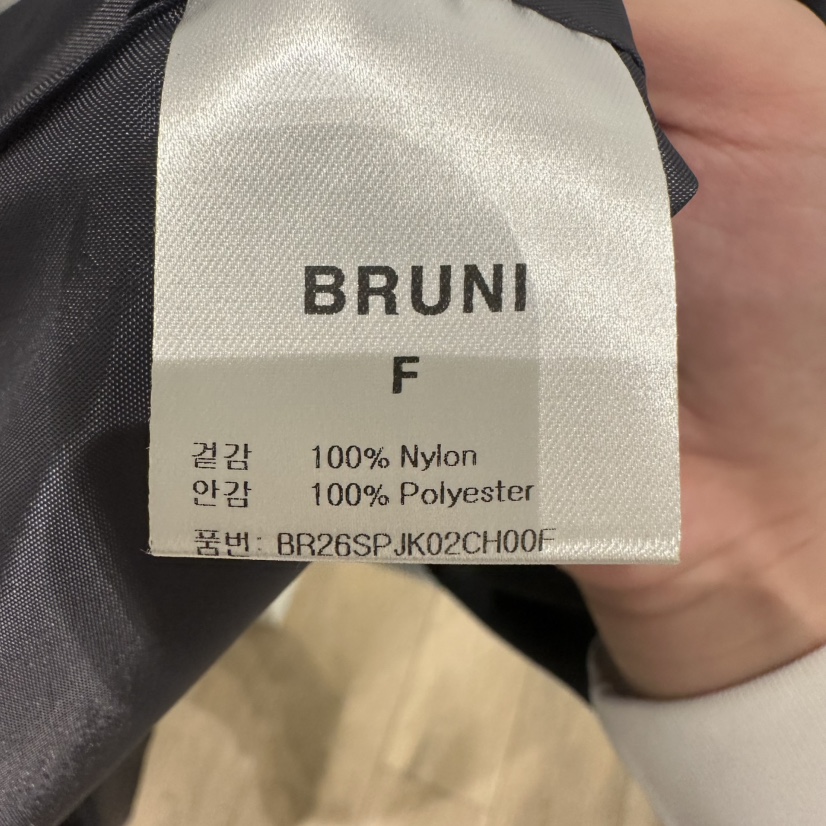 BRUNI
F
겉감 100% Nylon
안감 100% Polyester
품번: BR26SPJK02CH00F